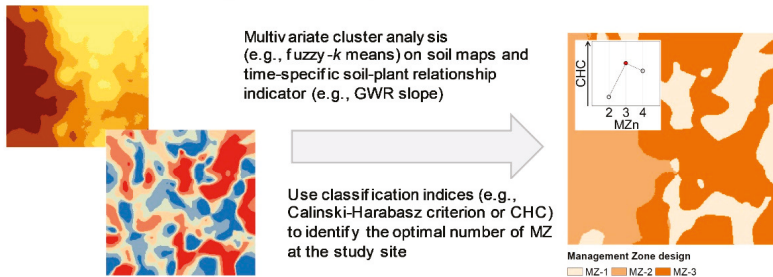 Multivariate cluster analysis
(e.g., fuzzy-k means) on soil maps and
time-specific soil-plant relationship
indicator (e.g., GWR slope)
Use classification indices (e.g.,
Calinski-Harabasz criterion or CHC)
to identify the optimal number of MZ
at the study site
CHC
2 3 4
MZn
Management Zone design
MZ-1 MZ-2 MZ-3